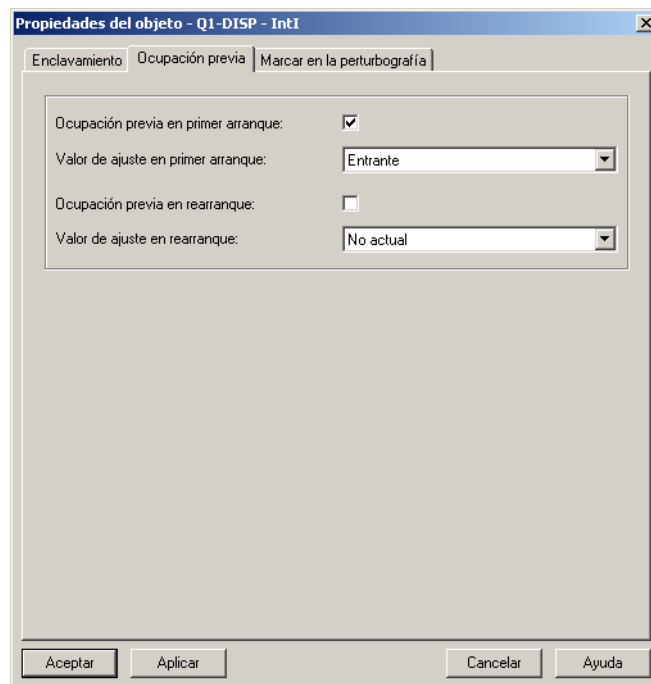 Propiedades del objeto - Q1-DISP - IntI
Enclavamiento Ocupación previa Marcar en la perturbografía
Ocupación previa en primer arranque:
Valor de ajuste en primer arranque: Entrante
Ocupación previa en rearranque:
Valor de ajuste en rearranque: No actual
Aceptar Aplicar Cancelar Ayuda